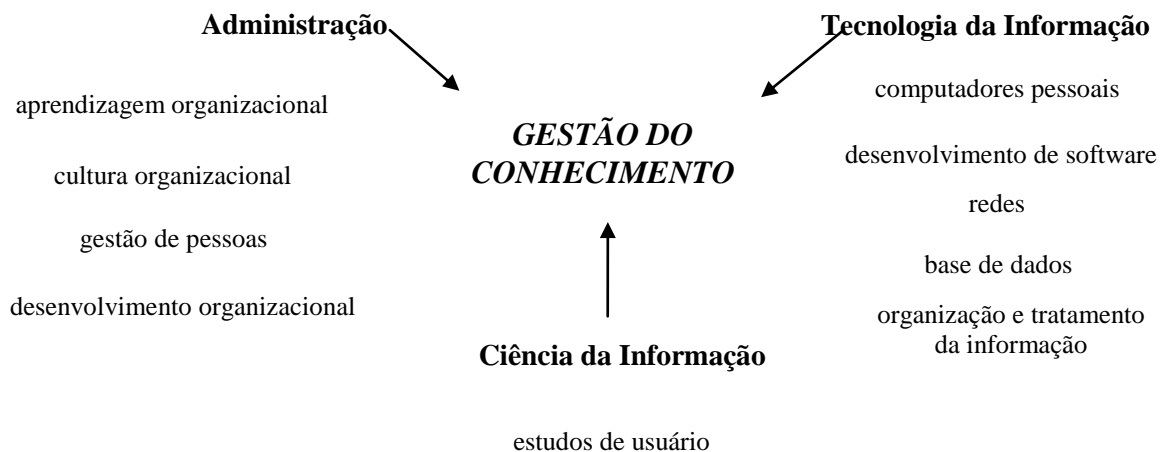 Administração
aprendizagem organizacional
cultura organizacional
gestão de pessoas
desenvolvimento organizacional
GESTÃO DO
CONHECIMENTO
Tecnologia da Informação
computadores pessoais
desenvolvimento de software
redes
base de dados
organização e tratamento
da informação
Ciência da Informação
estudos de usuário